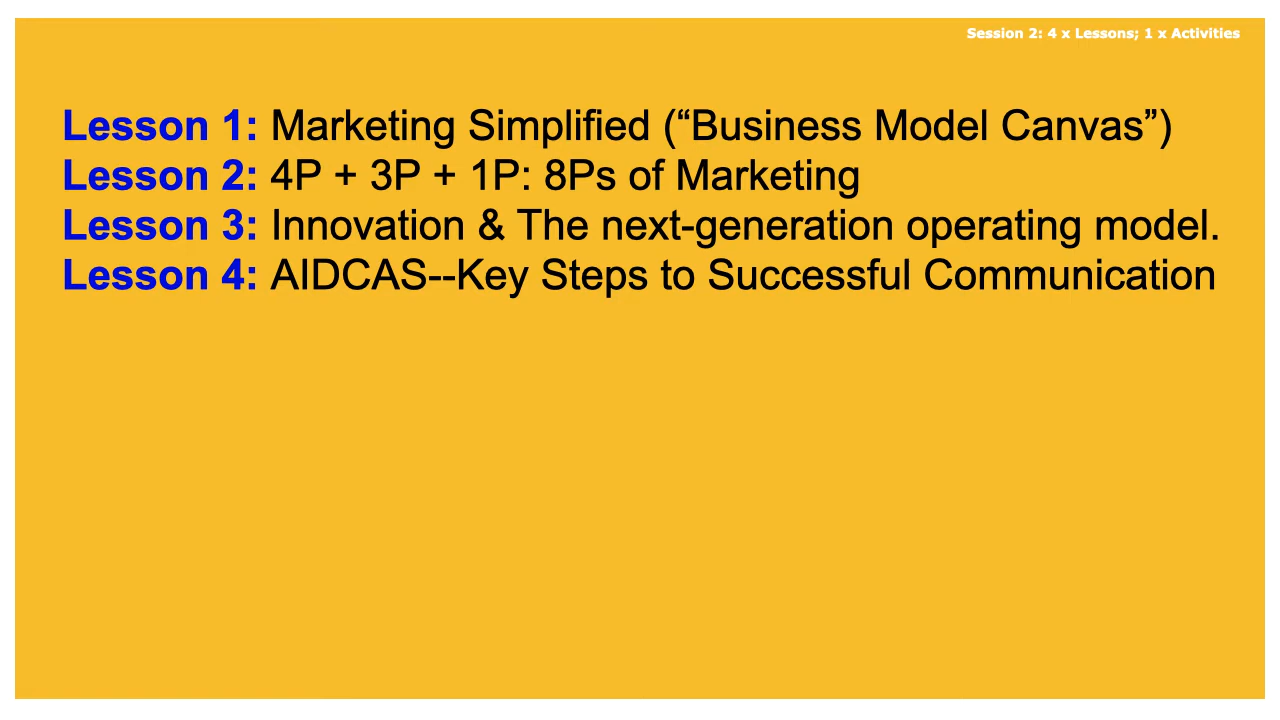 Session 2: 4 x Lessons; 1 x Activities
Lesson 1: Marketing Simplified (“Business Model Canvas”)
Lesson 2: 4P + 3P + 1P: 8Ps of Marketing
Lesson 3: Innovation & The next-generation operating model.
Lesson 4: AIDCAS--Key Steps to Successful Communication